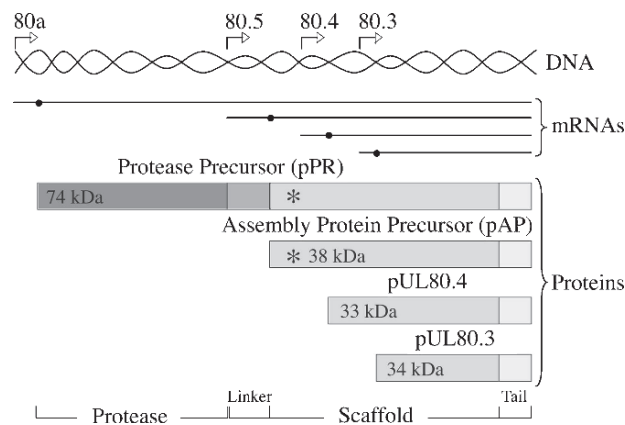 80a 80.5 80.4 80.3
DNA
mRNAs
Protease Precursor (pPR)
74 kDa *
Assembly Protein Precursor (pAP)
* 38 kDa
Proteins
pUL80.4
33 kDa
pUL80.3
34 kDa
Linker Tail
Protease Scaffold